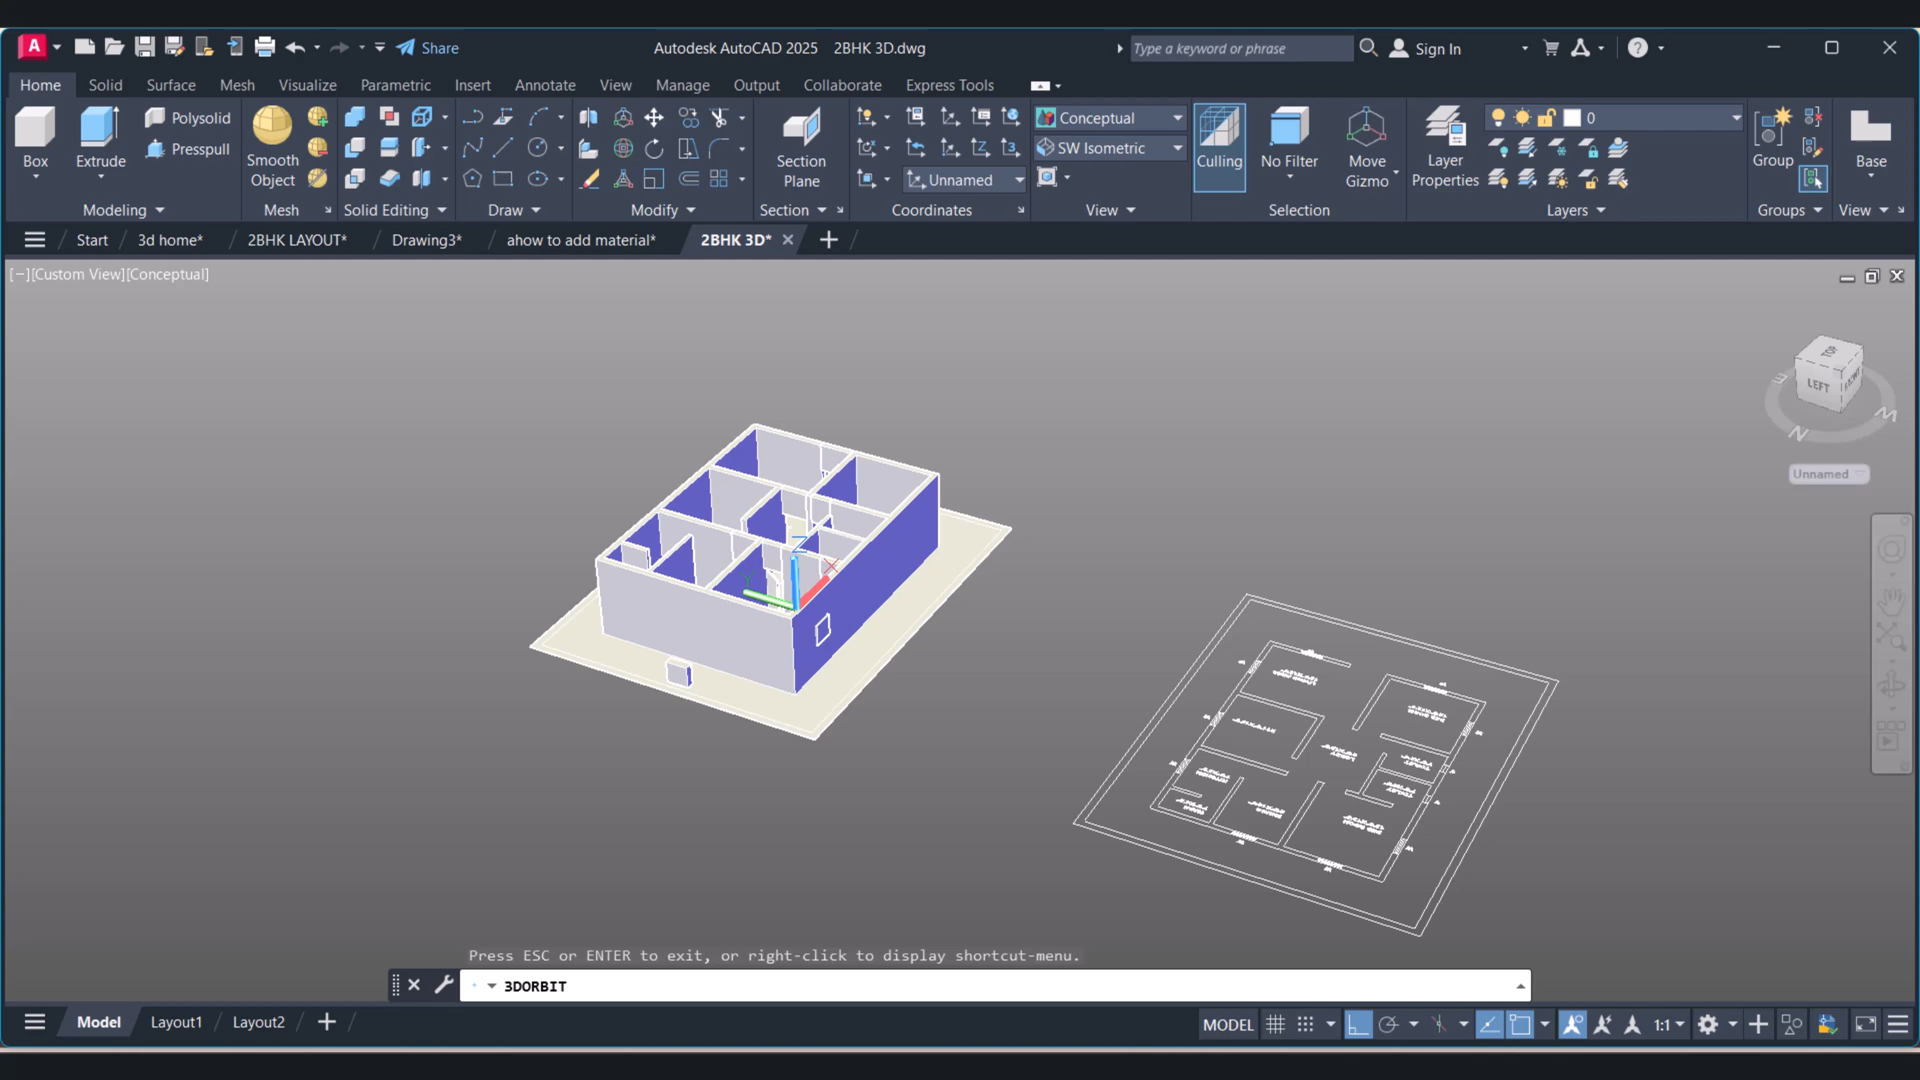 A Share Autodesk AutoCAD 2025 2BHK 3D.dwg Type a keyword or phrase Sign In
Home Solid Surface Mesh Visualize Parametric Insert Annotate View Manage Output Collaborate Express Tools
Box Extrude Polysolid Presspull Smooth Object Section Plane Unnamed Conceptual SW Isometric Culling No Filter Move Gizmo Layer Properties 0 Group Base
Modeling Mesh Solid Editing Draw Modify Section Coordinates View Selection Layers Groups View
Start 3d home* 2BHK LAYOUT* Drawing3* ahow to add material* 2BHK 3D*
[−][Custom View][Conceptual]
TOP
LEFT FRONT
N
Unnamed
Z
X
Y
Press ESC or ENTER to exit, or right-click to display shortcut-menu.
3DORBIT
Model Layout1 Layout2 MODEL 1:1